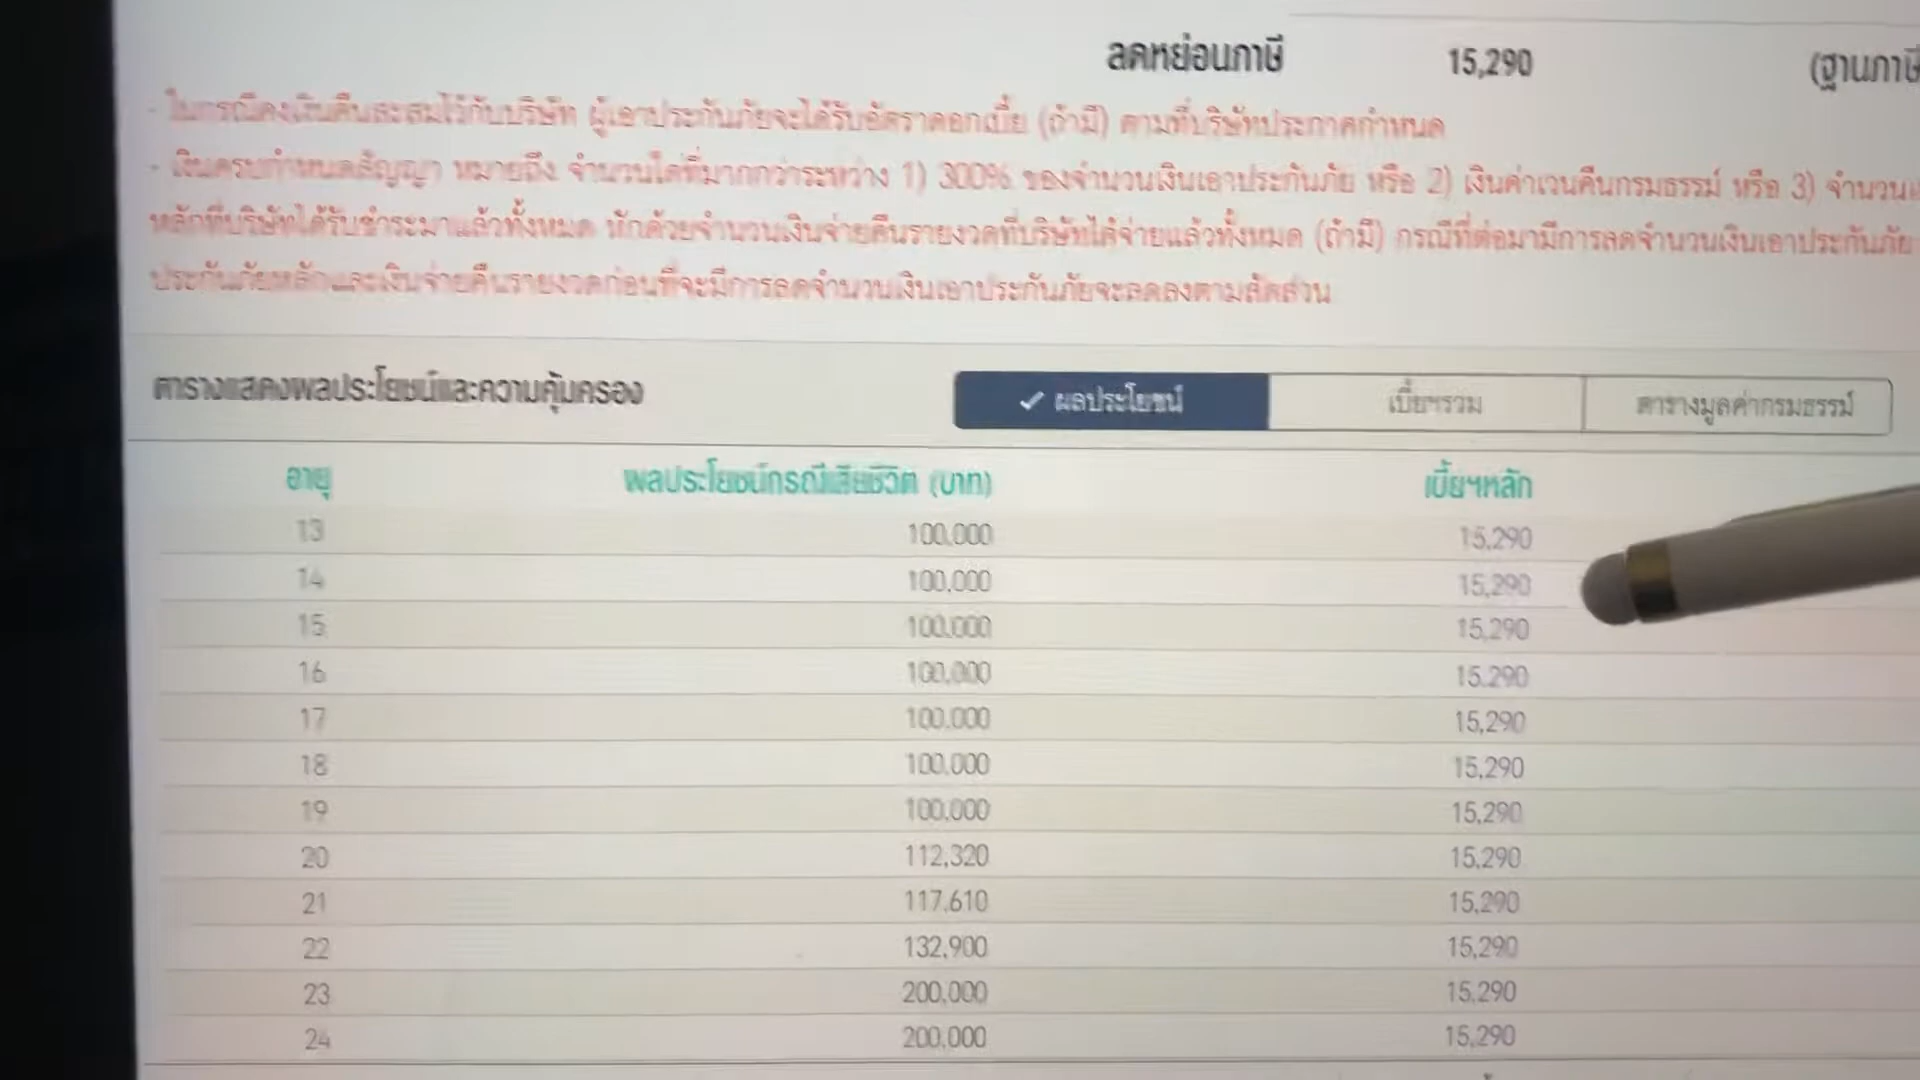 ลดหย่อนภาษี 15,290 (ฐานภาษี
- ในกรณีคงเงินคืนสะสมไว้กับบริษัท ผู้เอาประกันภัยจะได้รับอัตราดอกเบี้ย (ถ้ามี) ตามที่บริษัทประกาศกำหนด
- เงินครบกำหนดสัญญา หมายถึง จำนวนใดที่มากกว่าระหว่าง 1) 300% ของจำนวนเงินเอาประกันภัย หรือ 2) เงินค่าเวนคืนกรมธรรม์ หรือ 3) จำนวน
หลักที่บริษัทได้รับชำระมาแล้วทั้งหมด หักด้วยจำนวนเงินจ่ายคืนรายงวดที่บริษัทได้จ่ายแล้วทั้งหมด (ถ้ามี) กรณีที่ต่อมามีการลดจำนวนเงินเอาประกันภัย
ประกันภัยหลักและเงินจ่ายคืนรายงวดก่อนที่จะมีการลดจำนวนเงินเอาประกันภัยจะลดลงตามสัดส่วน
ตารางแสดงผลประโยชน์และความคุ้มครอง ✓ ผลประโยชน์ เบี้ยฯรวม ตารางมูลค่ากรมธรรม์
อายุ ผลประโยชน์กรณีเสียชีวิต (บาท) เบี้ยฯหลัก
13 100,000 15,290
14 100,000 15,290
15 100,000 15,290
16 100,000 15,290
17 100,000 15,290
18 100,000 15,290
19 100,000 15,290
20 112,320 15,290
21 117,610 15,290
22 132,900 15,290
23 200,000 15,290
24 200,000 15,290